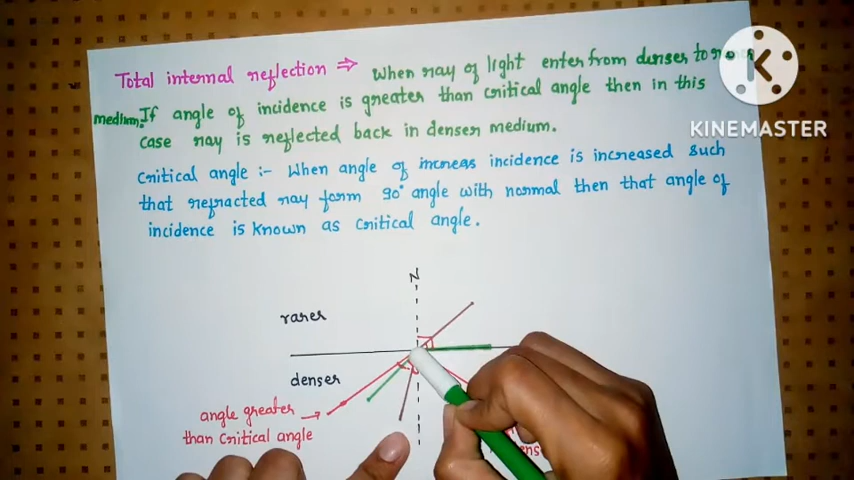 Total internal reflection ⇒ When ray of light enter from denser to
medium. If angle of incidence is greater than critical angle then in this
case ray is reflected back in denser medium.
Critical angle :- When angle of incidence is increased such
that refracted ray form 90° angle with normal then that angle of
incidence is known as critical angle.
N
rarer
denser
angle greater
than critical angle
KINEMASTER